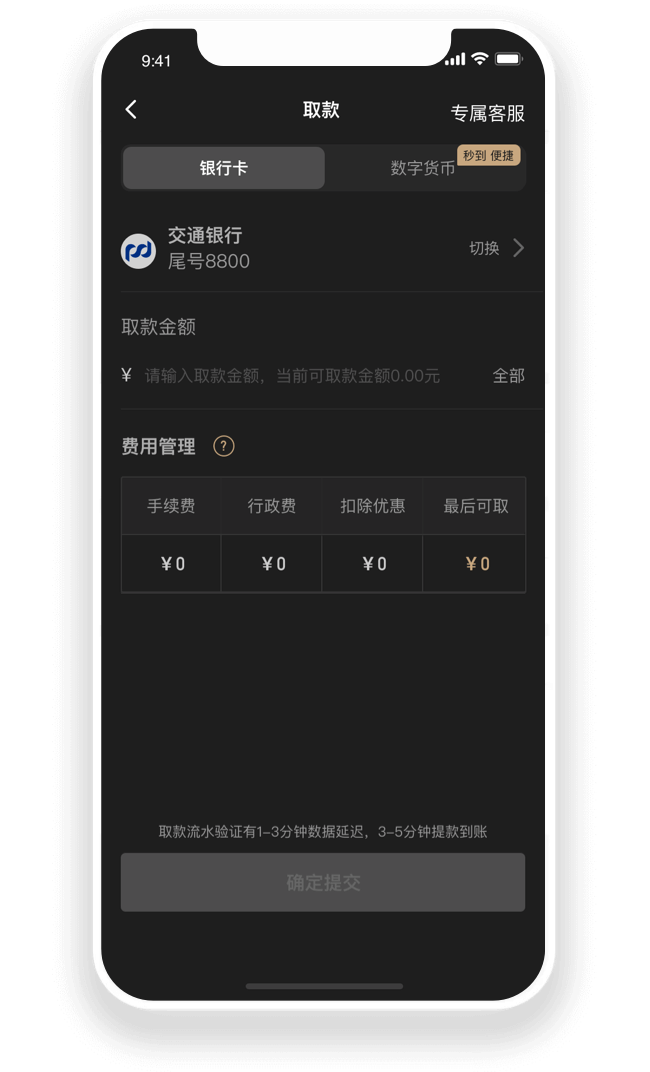 9:41
取款
专属客服
银行卡
数字货币
秒到 便捷
交通银行
尾号8800
切换
取款金额
¥ 请输入取款金额，当前可取款金额0.00元 全部
费用管理 ?
手续费 行政费 扣除优惠 最后可取
¥0 ¥0 ¥0 ¥0
取款流水验证有1-3分钟数据延迟，3-5分钟提款到账
确定提交